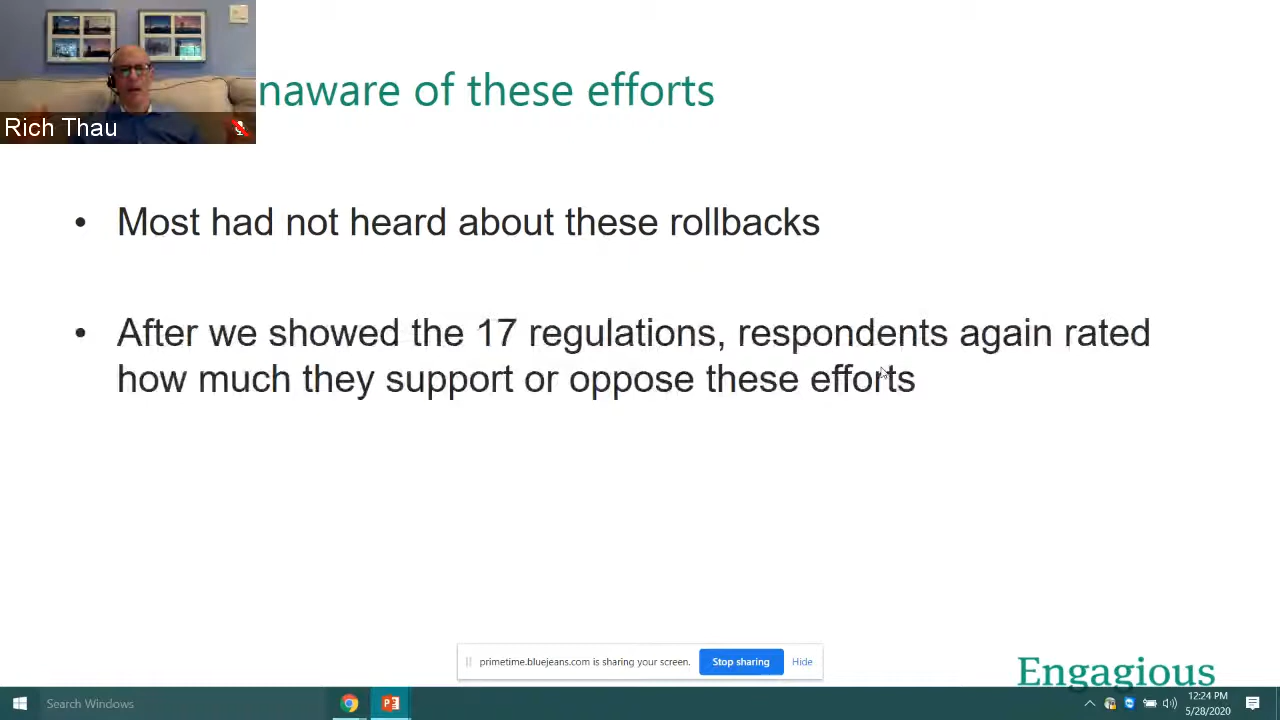 naware of these efforts
Rich Thau
• Most had not heard about these rollbacks
• After we showed the 17 regulations, respondents again rated
how much they support or oppose these efforts
primetime.bluejeans.com is sharing your screen. Stop sharing Hide
Engagious
Search Windows
12:24 PM
5/28/2020